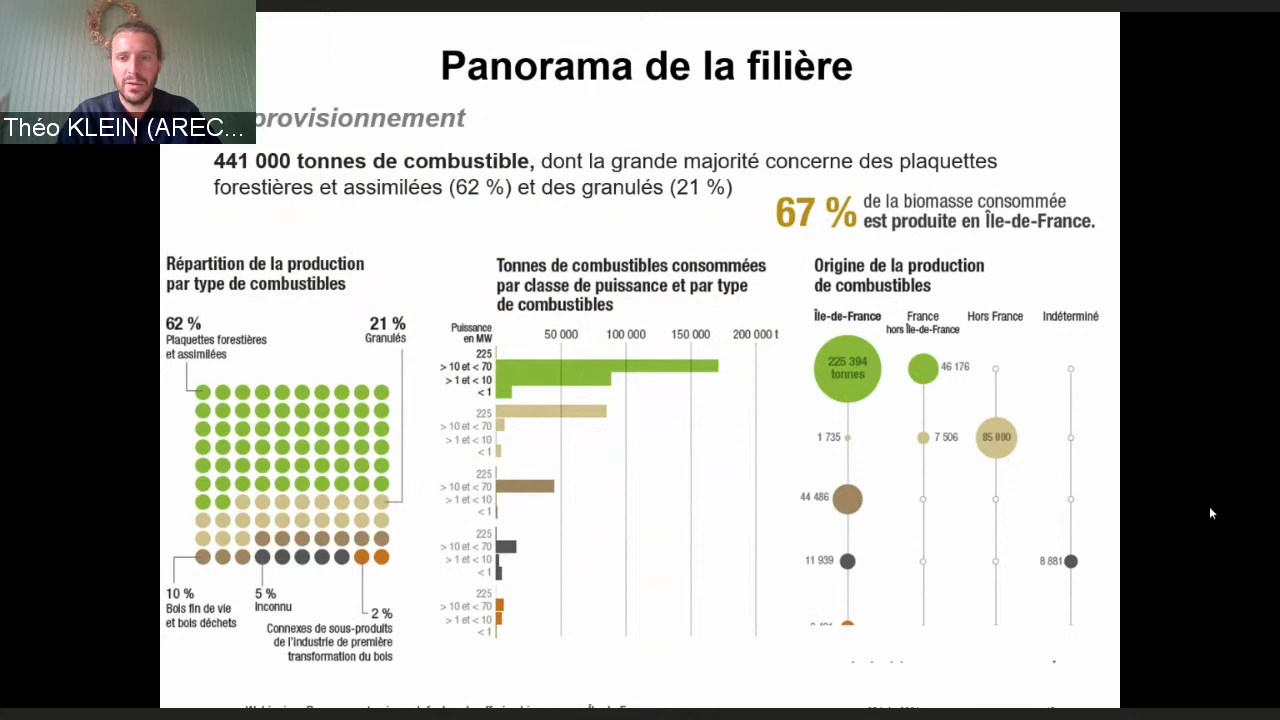 Théo KLEIN (AREC...
Panorama de la filière
provisionnement
441 000 tonnes de combustible, dont la grande majorité concerne des plaquettes
forestières et assimilées (62 %) et des granulés (21 %)
67 % de la biomasse consommée
est produite en Île-de-France.
Répartition de la production
par type de combustibles
62 %
Plaquettes forestières
et assimilées
21 %
Granulés
10 %
Bois fin de vie
et bois déchets
5 %
Inconnu
2 %
Connexes de sous-produits
de l'industrie de première
transformation du bois
Tonnes de combustibles consommées
par classe de puissance et par type
de combustibles
Puissance
en MW
50 000 100 000 150 000 200 000 t
225
> 10 et < 70
> 1 et < 10
< 1
225
> 10 et < 70
> 1 et < 10
< 1
225
> 10 et < 70
> 1 et < 10
< 1
225
> 10 et < 70
> 1 et < 10
< 1
225
> 10 et < 70
> 1 et < 10
< 1
Origine de la production
de combustibles
Île-de-France
France
hors Île-de-France
Hors France
Indéterminé
225 394
tonnes
46 176
1 735
7 506
85 000
44 486
11 939
8 881